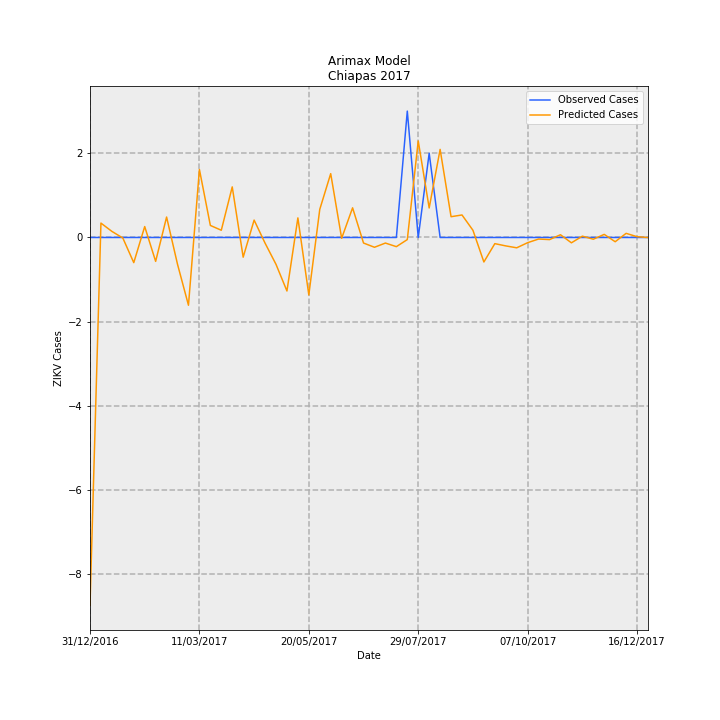 Arimax Model
Chiapas 2017
Observed Cases
Predicted Cases
2
0
−2
−4
−6
−8
ZIKV Cases
31/12/2016
11/03/2017
20/05/2017
29/07/2017
07/10/2017
16/12/2017
Date